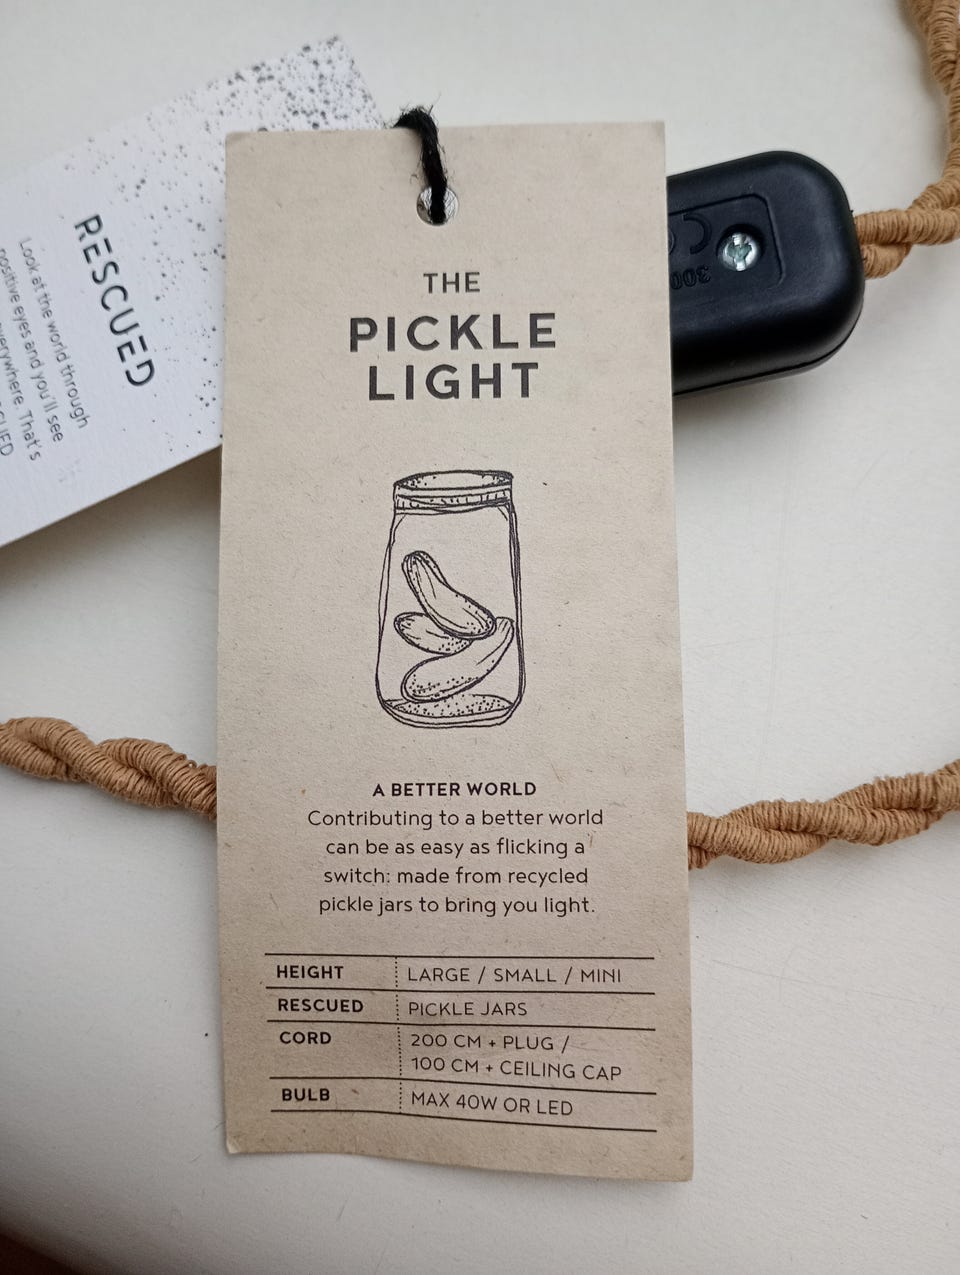 RESCUED
Look at the world through
positive eyes and you'll see
everywhere. That's
THE
PICKLE
LIGHT
A BETTER WORLD
Contributing to a better world
can be as easy as flicking a
switch: made from recycled
pickle jars to bring you light.
HEIGHT LARGE / SMALL / MINI
RESCUED PICKLE JARS
CORD 200 CM + PLUG /
100 CM + CEILING CAP
BULB MAX 40W OR LED
300